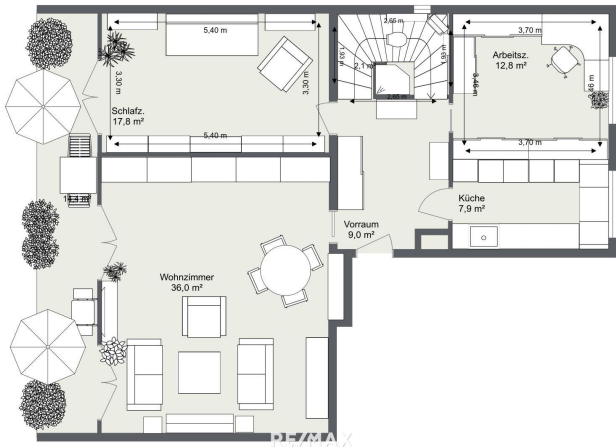 5,40 m
2,65 m
3,70 m
1,93 m
1,93 m
Arbeitsz.
12,8 m²
3,30 m
3,30 m
3,46 m
3,46 m
Schlafz.
17,8 m²
2,65 m
5,40 m
3,70 m
Küche
7,9 m²
Vorraum
9,0 m²
Wohnzimmer
36,0 m²
RE/MAX